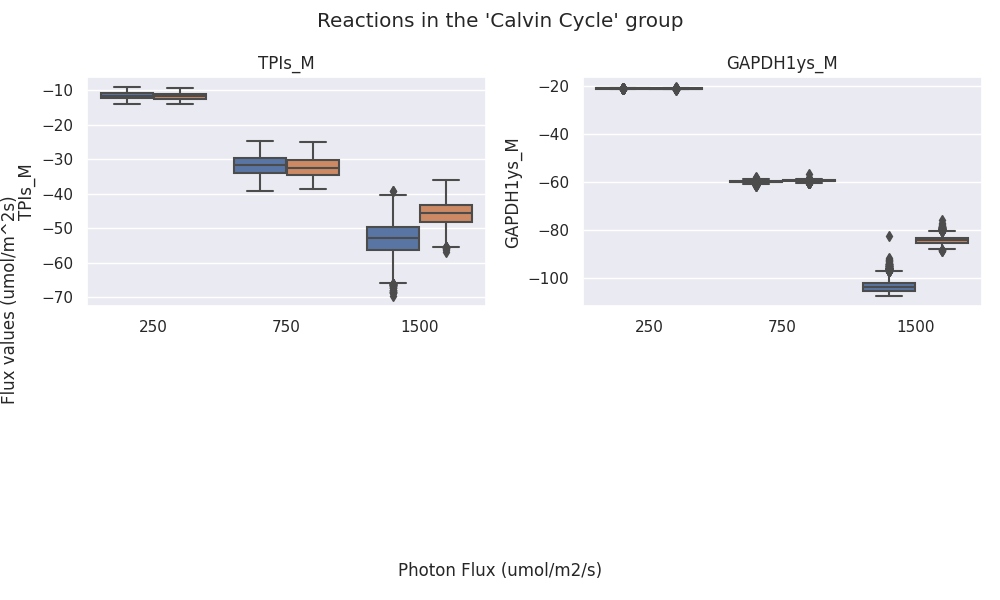 Reactions in the 'Calvin Cycle' group
TPIs_M
−10
−20
−30
−40
−50
−60
−70
TPIs_M
250
750
1500
GAPDH1ys_M
−20
−40
−60
−80
−100
GAPDH1ys_M
250
750
1500
Flux values (umol/m^2s)
Photon Flux (umol/m2/s)